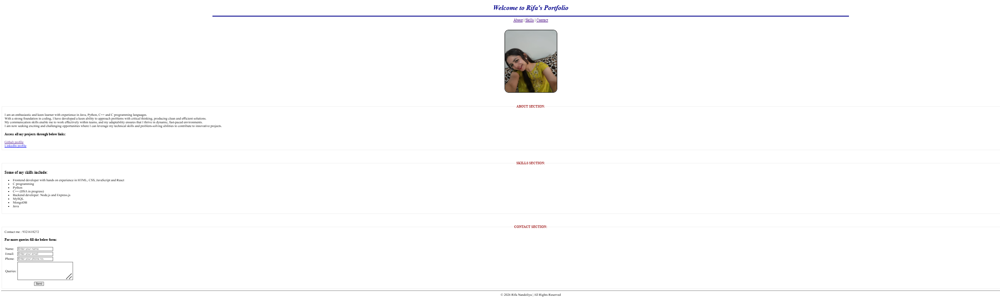 Welcome to Rifa's Portfolio
About | Skills | Contact
ABOUT SECTION:
I am an enthusiastic and keen learner with experience in Java, Python, C++ and C programming languages.
With a strong foundation in coding, I have developed a keen ability to approach problems with critical thinking, producing clean and efficient solutions.
My communication skills enable me to work effectively within teams, and my adaptability ensures that I thrive in dynamic, fast-paced environments.
I am now seeking exciting and challenging opportunities where I can leverage my technical skills and problem-solving abilities to contribute to innovative projects.
Access all my projects through below links:
Github profile
LinkedIn profile
SKILLS SECTION:
Some of my skills include:
Frontend developer with hands on experience in HTML, CSS, JavaScript and React
C programming
Python
C++ (DSA in progress)
Backend developer: Node.js and Express.js
MySQL
MongoDB
Java
CONTACT SECTION:
Contact me : 9321618272
For more queries fill the below form:
Name: Enter your name
Email: Enter your email
Phone: Enter your phone no.
Queries:
Send
© 2026 Rifa Nandoliya | All Rights Reserved